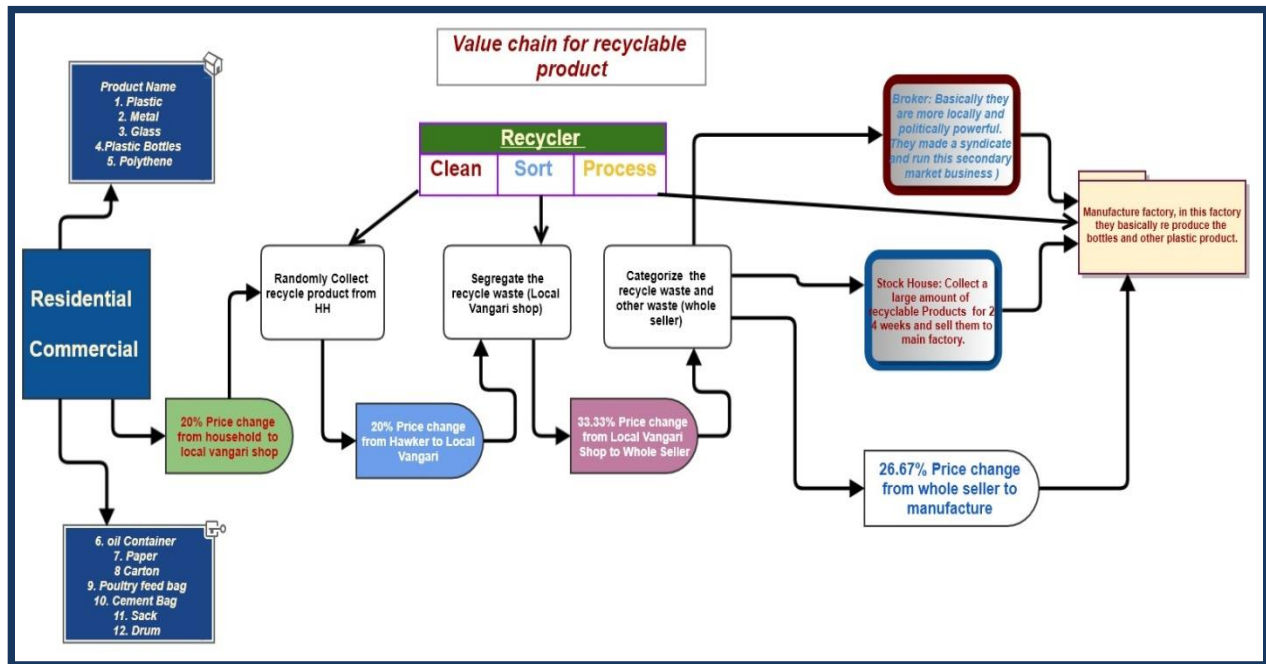 Value chain for recyclable
product
Product Name
1. Plastic
2. Metal
3. Glass
4.Plastic Bottles
5. Polythene
Residential
Commercial
6. oil Container
7. Paper
8 Carton
9. Poultry feed bag
10. Cement Bag
11. Sack
12. Drum
20% Price change
from household to
local vangari shop
Recycler
Clean
Sort
Process
Randomly Collect
recycle product from
HH
20% Price change
from Hawker to Local
Vangari
Segregate the
recycle waste (Local
Vangari shop)
33.33% Price change
from Local Vangari
Shop to Whole Seller
Categorize the
recycle waste and
other waste (whole
seller)
Broker: Basically they
are more locally and
politically powerful.
They made a syndicate
and run this secondary
market business )
Stock House: Collect a
large amount of
recyclable Products for 2
4 weeks and sell them to
main factory.
26.67% Price change
from whole seller to
manufacture
Manufacture factory, in this factory
they basically re produce the
bottles and other plastic product.